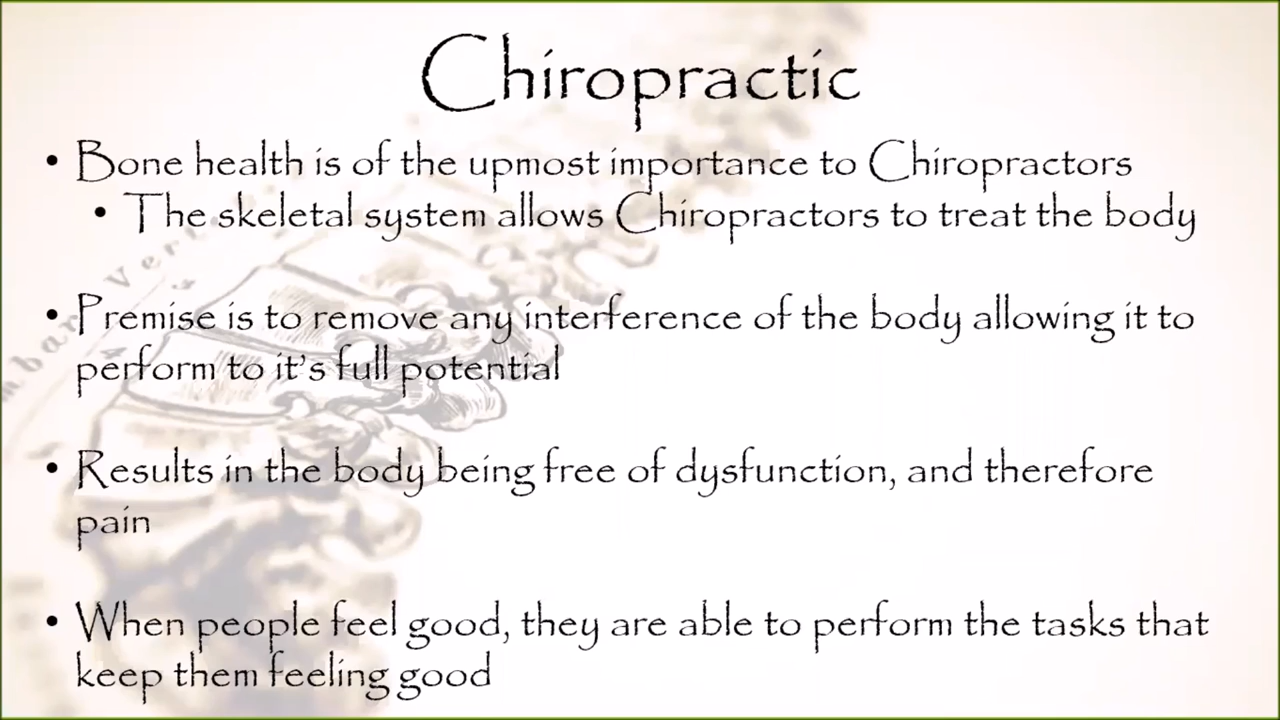 Chiropractic
• Bone health is of the upmost importance to Chiropractors
• The skeletal system allows Chiropractors to treat the body
• Premise is to remove any interference of the body allowing it to
perform to it's full potential
• Results in the body being free of dysfunction, and therefore
pain
• When people feel good, they are able to perform the tasks that
keep them feeling good